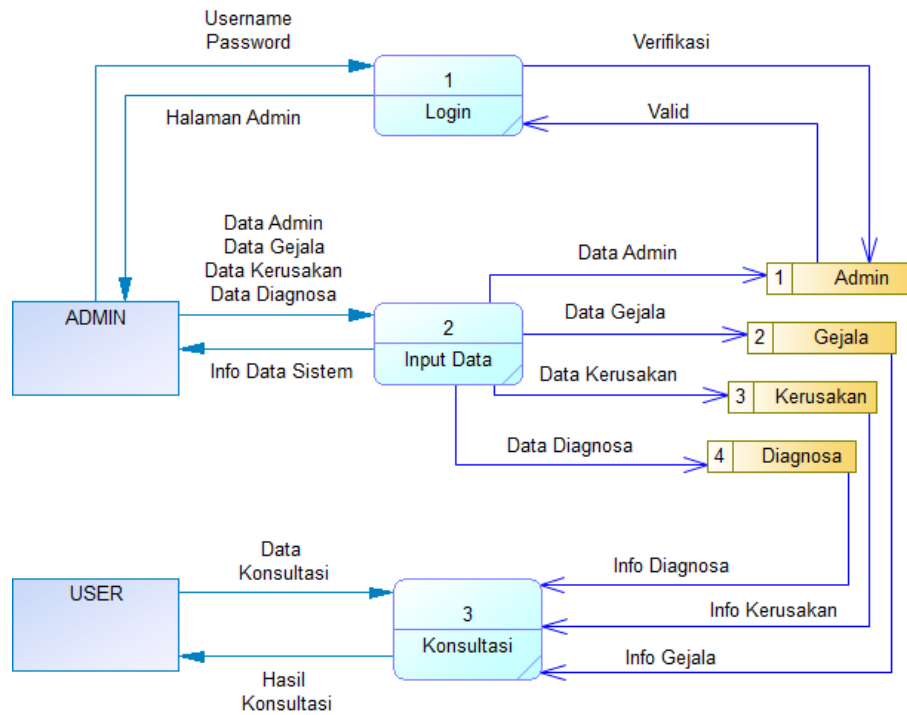 Username
Password
Verifikasi
1
Login
Halaman Admin
Valid
Data Admin
Data Gejala
Data Kerusakan
Data Diagnosa
Data Admin
1 Admin
ADMIN
2
Input Data
Data Gejala
2 Gejala
Info Data Sistem
Data Kerusakan
3 Kerusakan
Data Diagnosa
4 Diagnosa
Data
Konsultasi
Info Diagnosa
USER
3
Konsultasi
Info Kerusakan
Info Gejala
Hasil
Konsultasi